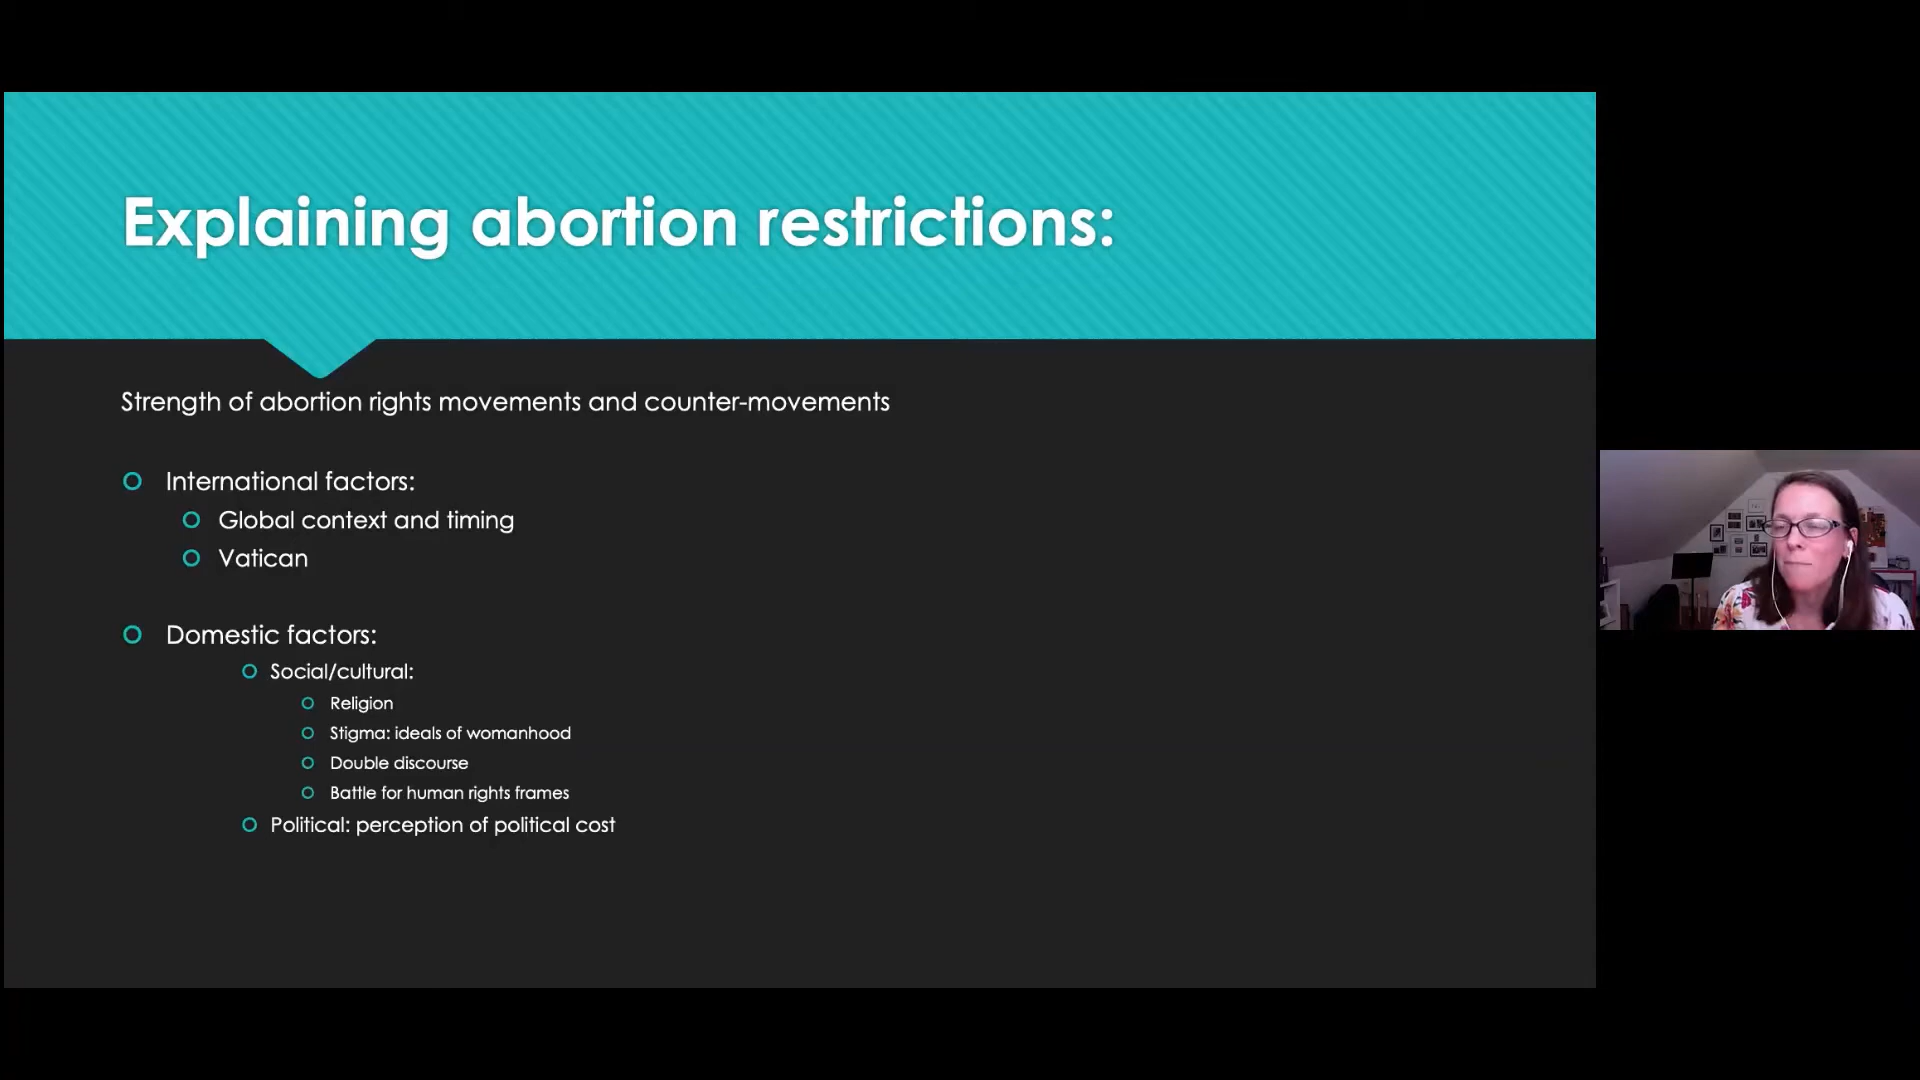 Explaining abortion restrictions:
Strength of abortion rights movements and counter-movements
International factors:
Global context and timing
Vatican
Domestic factors:
Social/cultural:
Religion
Stigma: ideals of womanhood
Double discourse
Battle for human rights frames
Political: perception of political cost